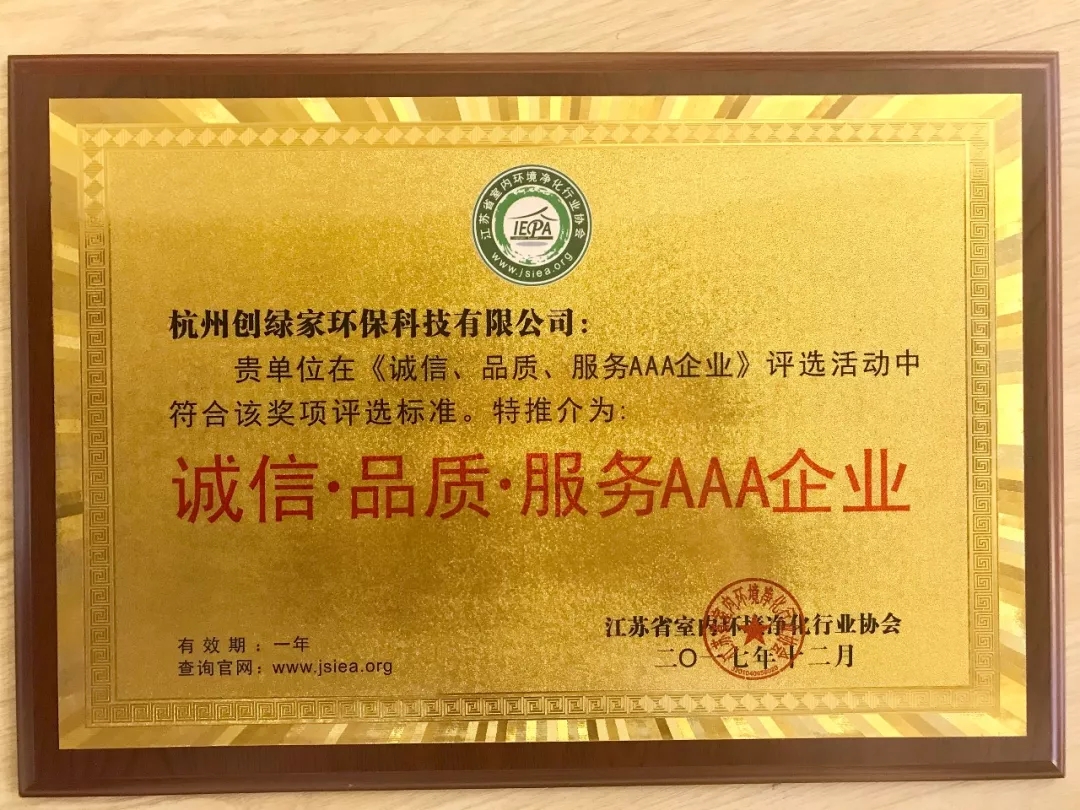 江苏省室内环境净化行业协会
IEPA
www.jsiea.org
杭州创绿家环保科技有限公司：
贵单位在《诚信、品质、服务AAA企业》评选活动中
符合该奖项评选标准。特推介为：
诚信·品质·服务AAA企业
江苏省室内环境净化行业协会
二〇一七年十二月
有效期：一年
查询官网：www.jsiea.org